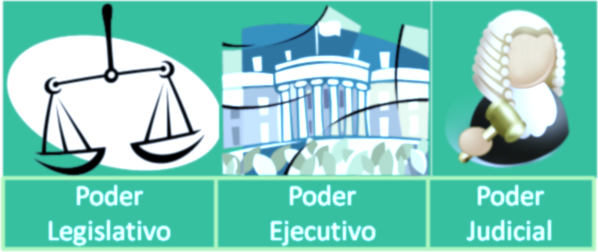 Poder
Legislativo
Poder
Ejecutivo
Poder
Judicial